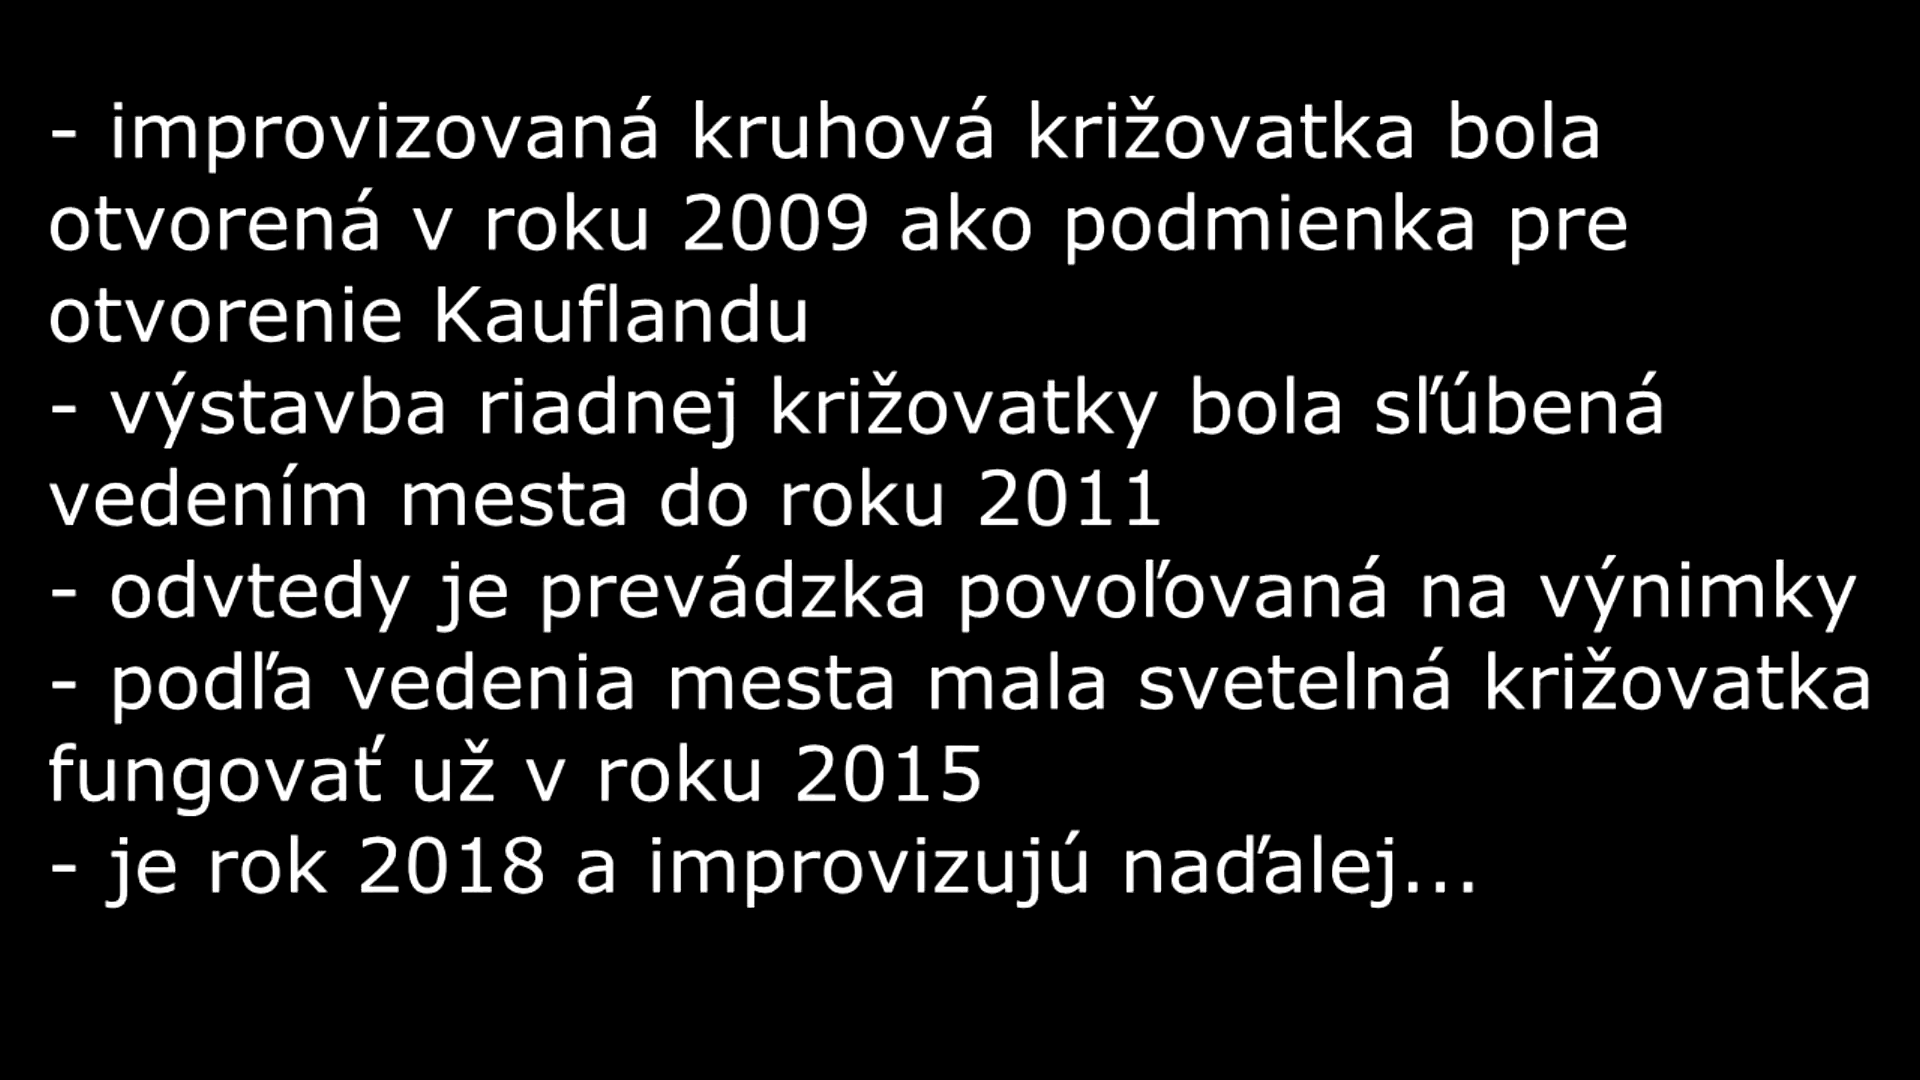 - improvizovaná kruhová križovatka bola
otvorená v roku 2009 ako podmienka pre
otvorenie Kauflandu
- výstavba riadnej križovatky bola sľúbená
vedením mesta do roku 2011
- odvtedy je prevádzka povoľovaná na výnimky
- podľa vedenia mesta mala svetelná križovatka
fungovať už v roku 2015
- je rok 2018 a improvizujú naďalej...